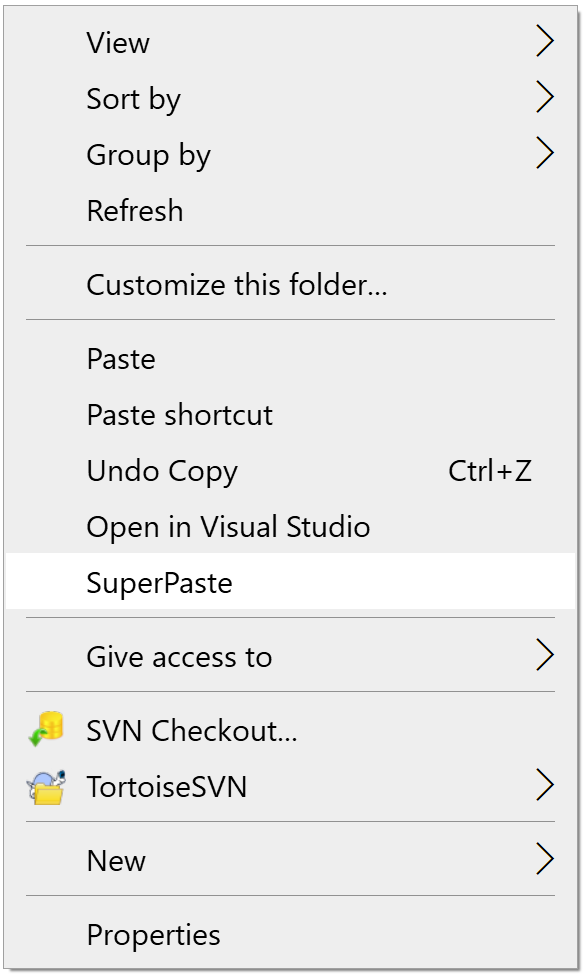 View
Sort by
Group by
Refresh
Customize this folder...
Paste
Paste shortcut
Undo Copy Ctrl+Z
Open in Visual Studio
SuperPaste
Give access to
SVN Checkout...
TortoiseSVN
New
Properties